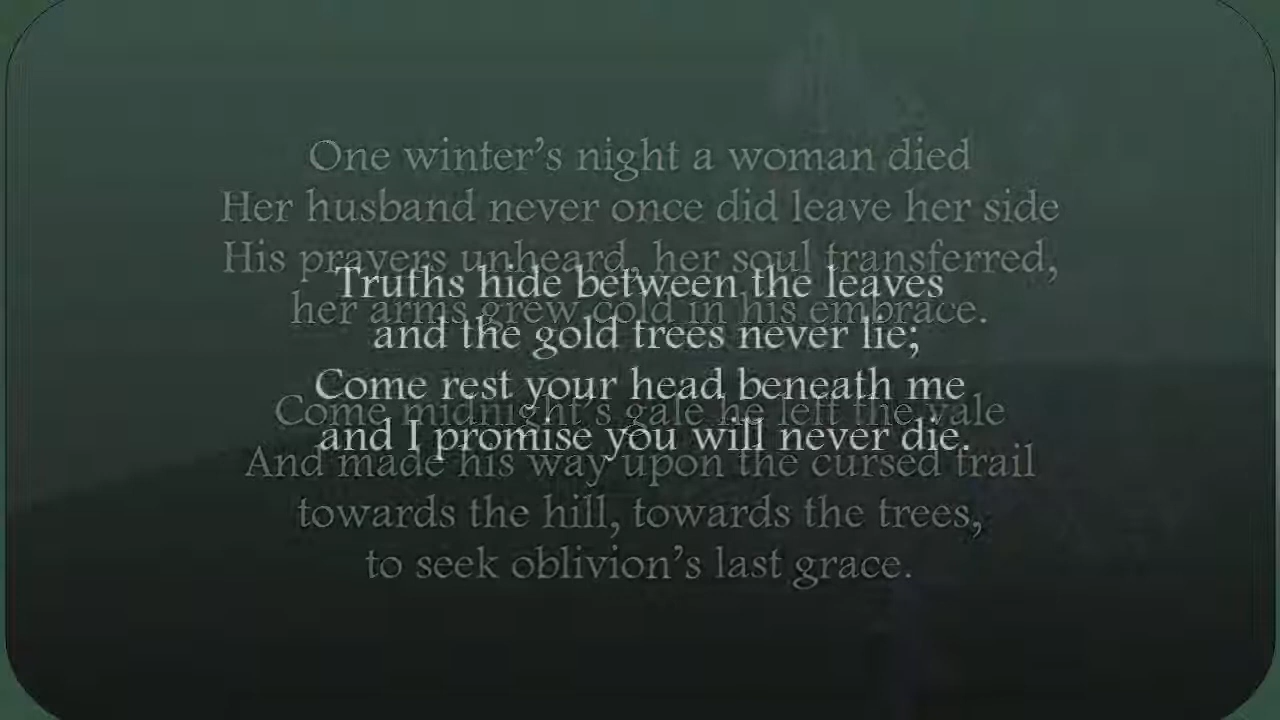 One winter's night a woman died
Her husband never once did leave her side
His prayers unheard, her soul transferred,
her arms grew cold in his embrace.
Come midnight's gale he left the vale
And made his way upon the cursed trail
towards the hill, towards the trees,
to seek oblivion's last grace.
Truths hide between the leaves
and the gold trees never lie;
Come rest your head beneath me
and I promise you will never die.